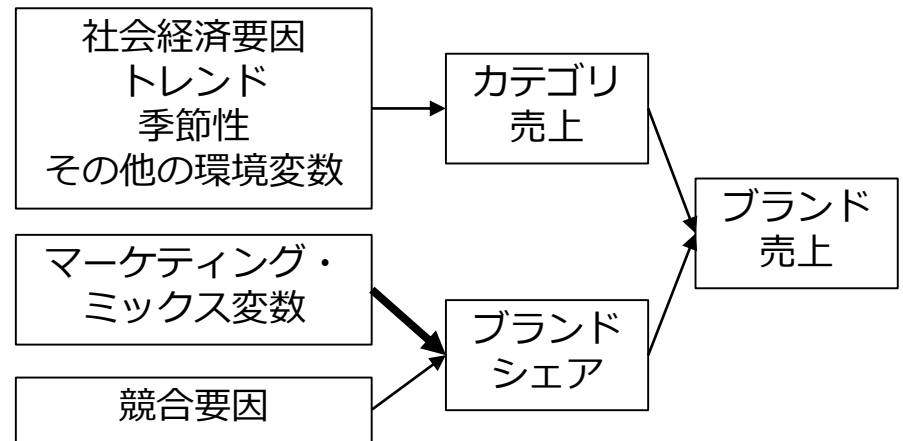 社会経済要因
トレンド
季節性
その他の環境変数
カテゴリ
売上
ブランド
売上
マーケティング・
ミックス変数
ブランド
シェア
競合要因